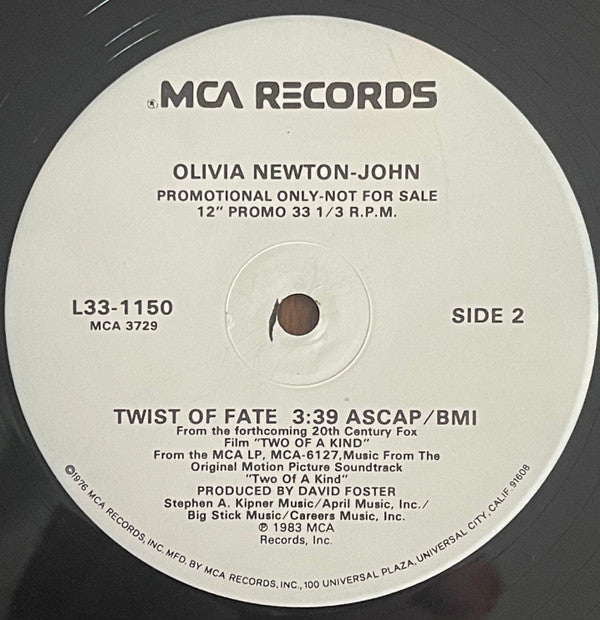 ® MCA RECORDS
OLIVIA NEWTON-JOHN
PROMOTIONAL ONLY-NOT FOR SALE
12" PROMO 33 1/3 R.P.M.
L33-1150
MCA 3729
SIDE 2
TWIST OF FATE 3:39 ASCAP/BMI
From the forthcoming 20th Century Fox
Film "TWO OF A KIND"
From the MCA LP, MCA-6127,Music From The
Original Motion Picture Soundtrack
"Two Of A Kind"
PRODUCED BY DAVID FOSTER
Stephen A. Kipner Music/April Music, Inc./
Big Stick Music/Careers Music, Inc.
℗ 1983 MCA
Records, Inc.
©1976 MCA RECORDS, INC. MFD. BY MCA RECORDS, INC., 100 UNIVERSAL PLAZA, UNIVERSAL CITY, CALIF. 91608